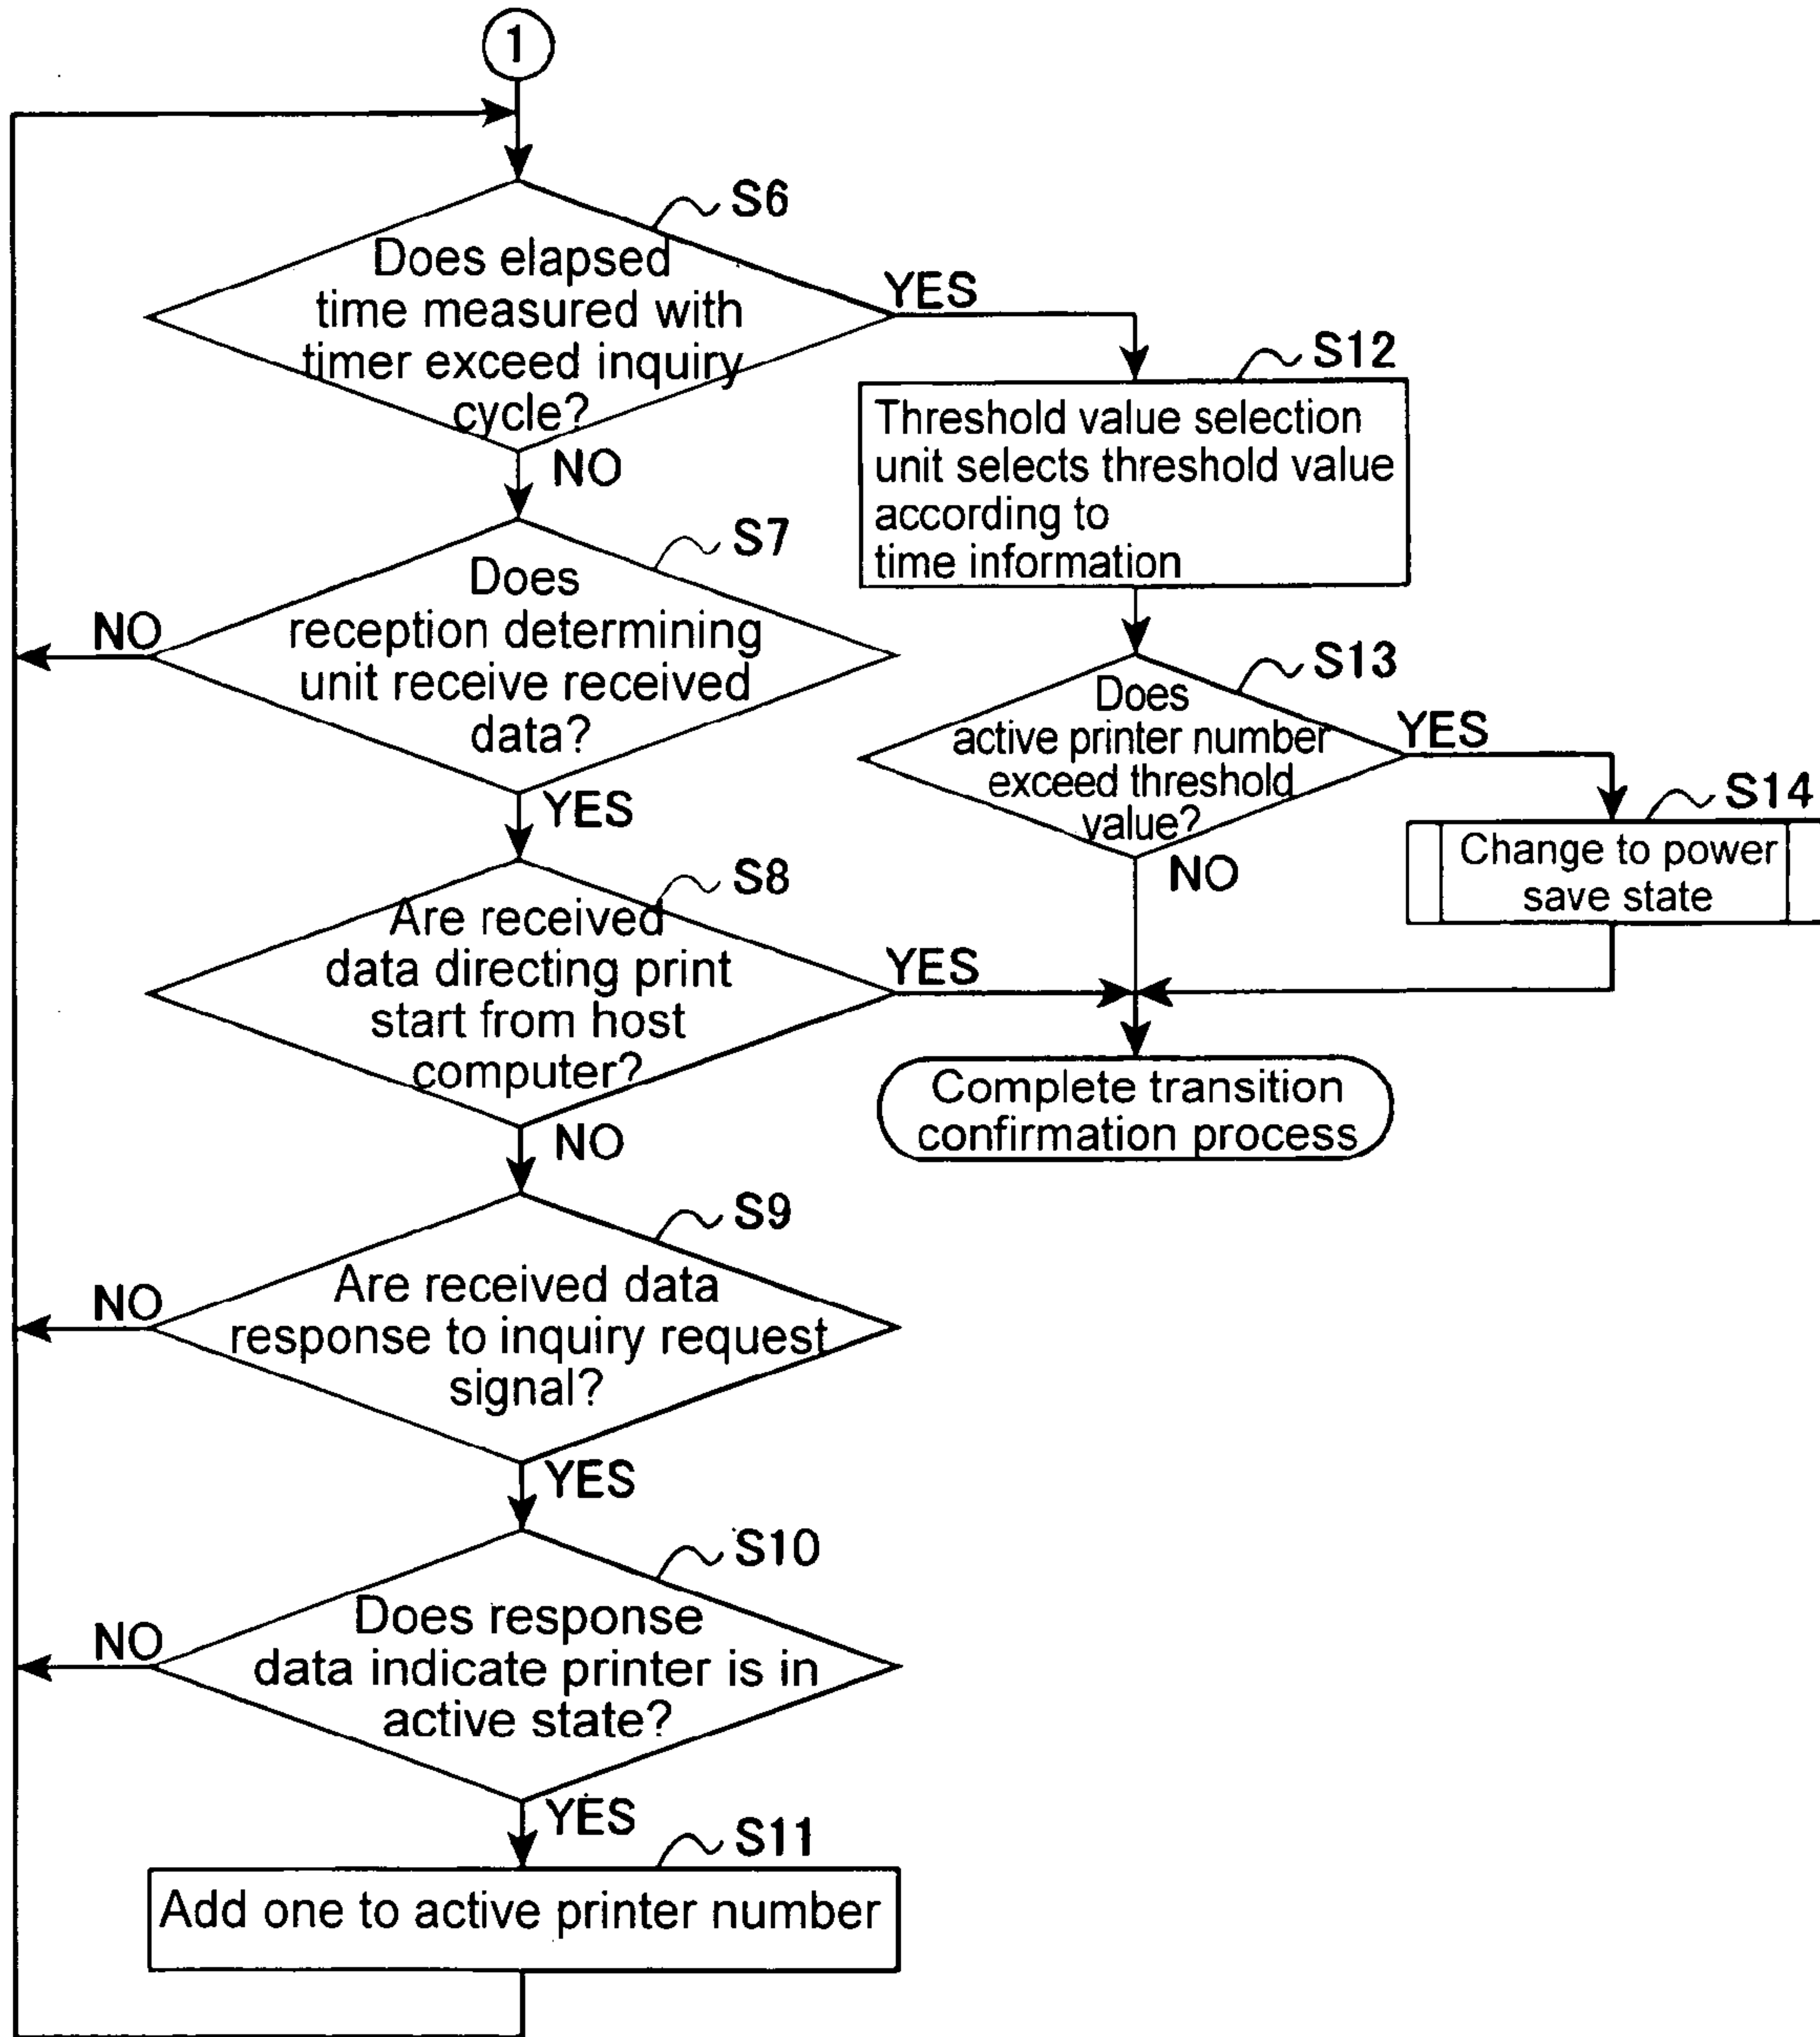 1
S6
Does elapsed
time measured with
timer exceed inquiry
cycle?
YES
NO
S12
Threshold value selection
unit selects threshold value
according to
time information
S7
Does
reception determining
unit receive received
data?
NO
YES
S13
Does
active printer number
exceed threshold
value?
YES
NO
S14
Change to power
save state
S8
Are received
data directing print
start from host
computer?
YES
NO
Complete transition
confirmation process
S9
Are received data
response to inquiry request
signal?
NO
YES
S10
Does response
data indicate printer is in
active state?
NO
YES
S11
Add one to active printer number